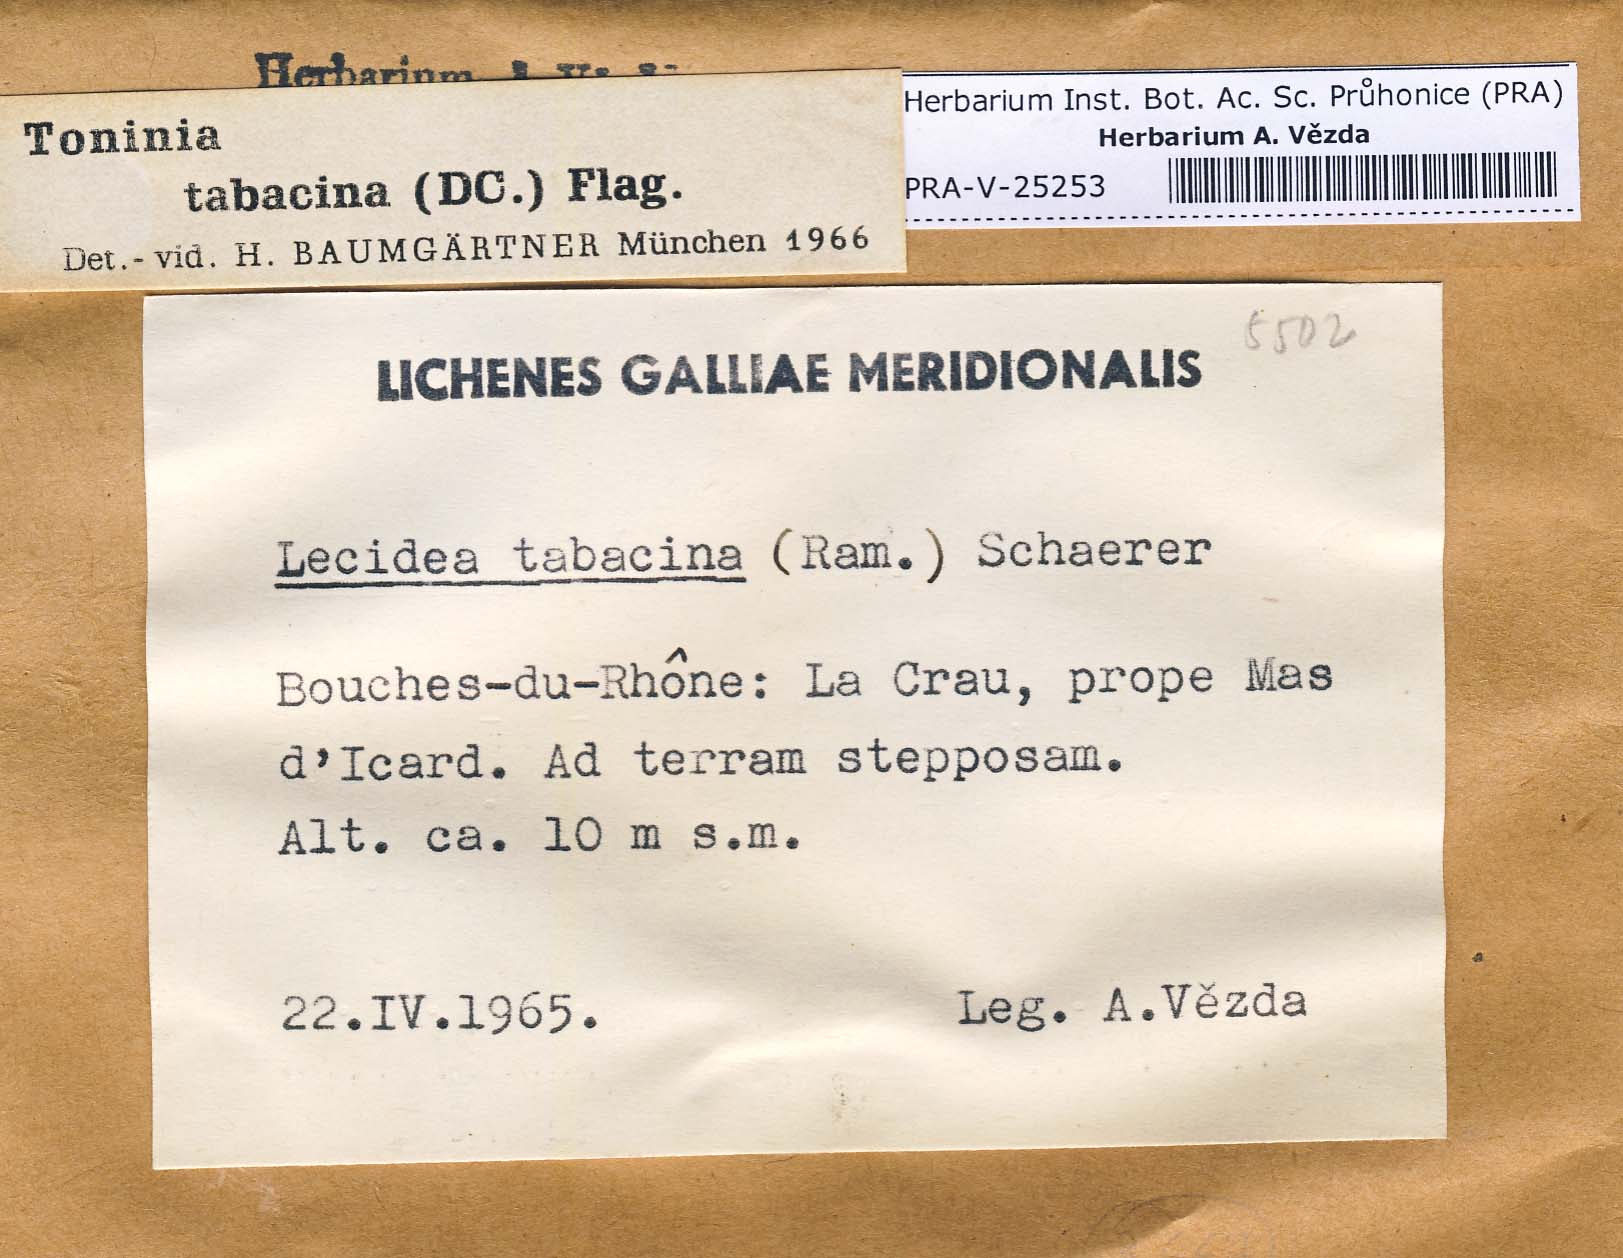 Herbarium
Toninia
tabacina (DC.) Flag.
Det.- vid. H. BAUMGÄRTNER München 1966
Herbarium Inst. Bot. Ac. Sc. Průhonice (PRA)
Herbarium A. Vězda
PRA-V-25253
5502
LICHENES GALLIAE MERIDIONALIS
Lecidea tabacina (Ram.) Schaerer
Bouches-du-Rhône: La Crau, prope Mas
d'Icard. Ad terram stepposam.
Alt. ca. 10 m s.m.
22.IV.1965.
Leg. A.Vězda